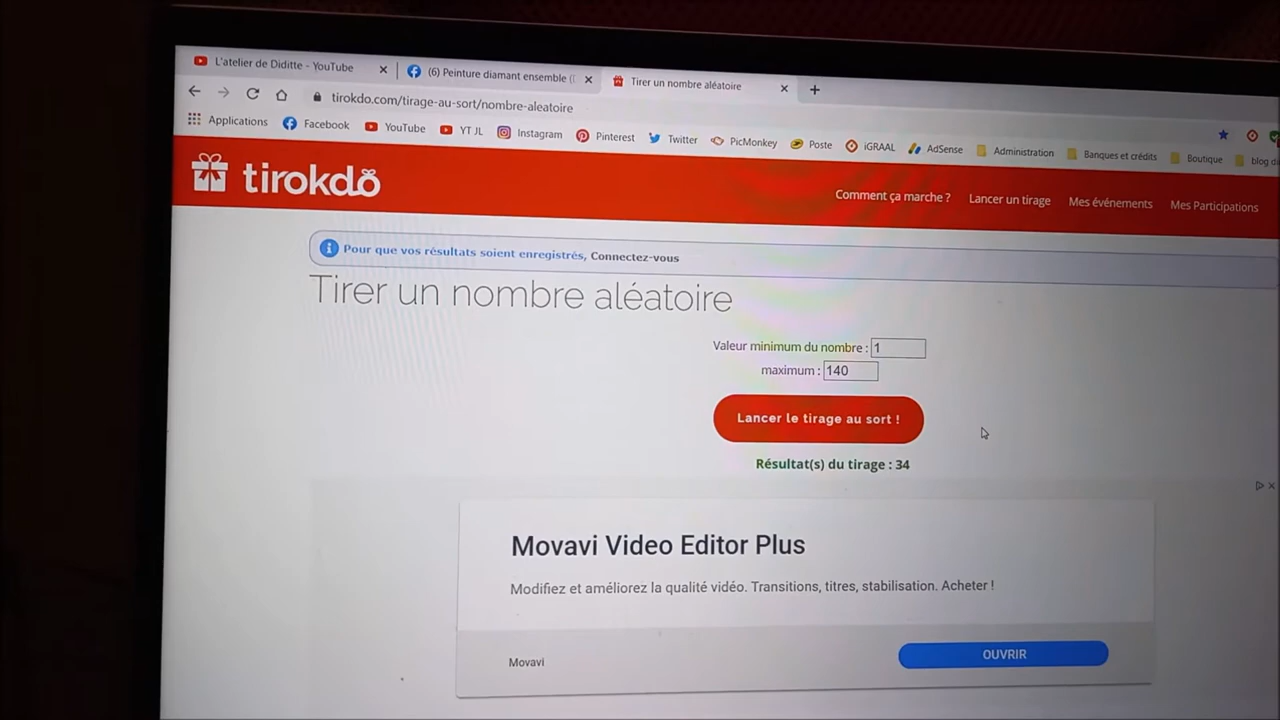 L'atelier de Diditte - YouTube
(6) Peinture diamant ensemble (
Tirer un nombre aléatoire
tirokdo.com/tirage-au-sort/nombre-aleatoire
Applications Facebook YouTube YT JL Instagram Pinterest Twitter PicMonkey Poste iGRAAL AdSense Administration Banques et crédits Boutique blog
tirokdo
Comment ça marche ? Lancer un tirage Mes événements Mes Participations
Pour que vos résultats soient enregistrés, Connectez-vous
Tirer un nombre aléatoire
Valeur minimum du nombre : 1
maximum : 140
Lancer le tirage au sort !
Résultat(s) du tirage : 34
Movavi Video Editor Plus
Modifiez et améliorez la qualité vidéo. Transitions, titres, stabilisation. Acheter !
Movavi
OUVRIR